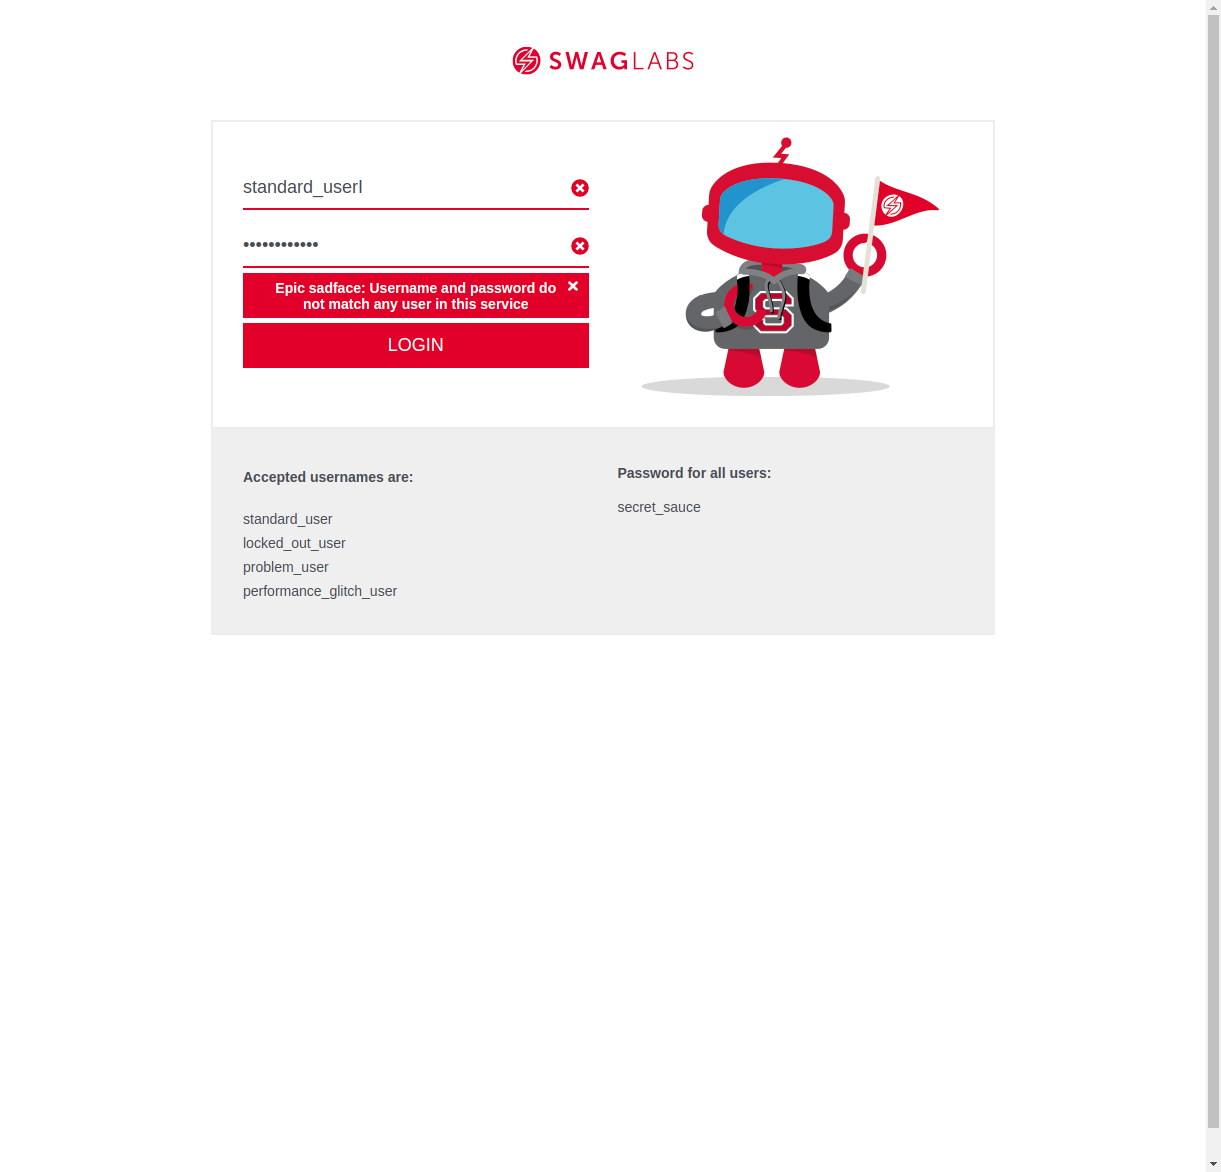 SWAGLABS
standard_userl
••••••••••••
Epic sadface: Username and password do
not match any user in this service
LOGIN
S
Accepted usernames are:
standard_user
locked_out_user
problem_user
performance_glitch_user
Password for all users:
secret_sauce